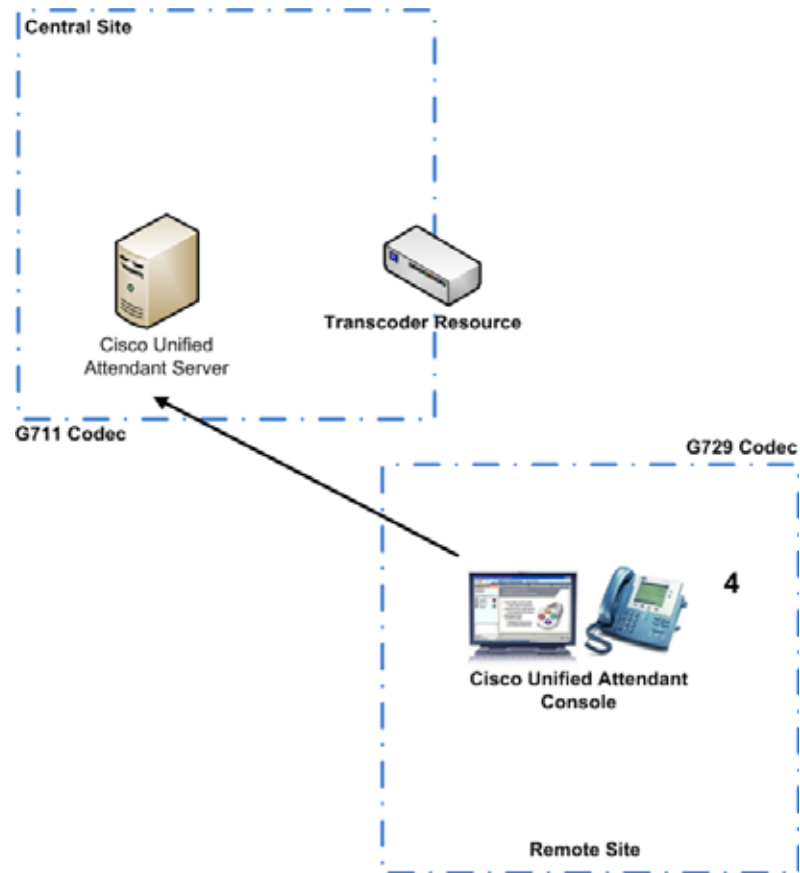 Central Site
Transcoder Resource
Cisco Unified
Attendant Server
G711 Codec
G729 Codec
4
Cisco Unified Attendant
Console
Remote Site